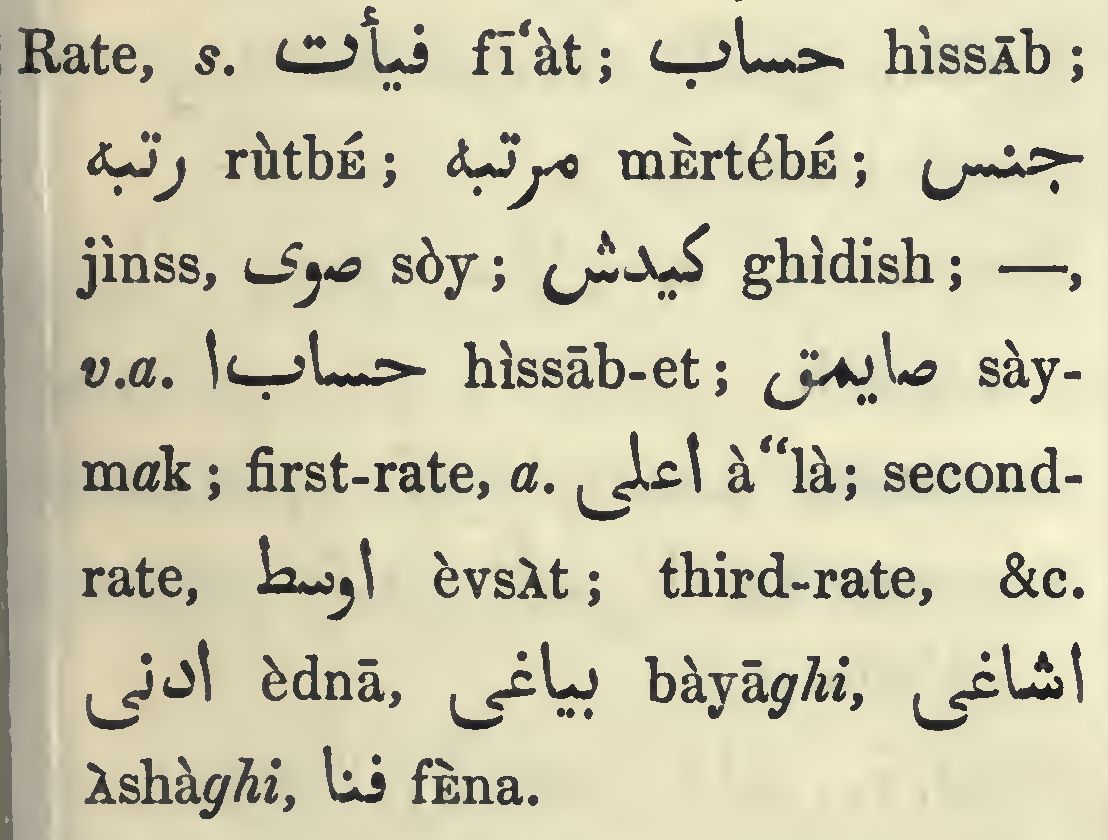 Rate, s. فيأت fī‘àt ; حساب hìssĀb ;
رتبه rùtbÉ ; مرتبه mÈrtébÉ ; جنس
jìnss, صوى sòy ; كيدش ghìdish ; —,
v.a. حساب ا hìssāb-et ; صايمق sày-
mak ; first-rate, a. اعلى à“là ; second-
rate, اوسط èvsÀt ; third-rate, &c.
ادنى èdnā, بياغى bàyāghi, اشاغى
Àshàghi, فنا fÈna.